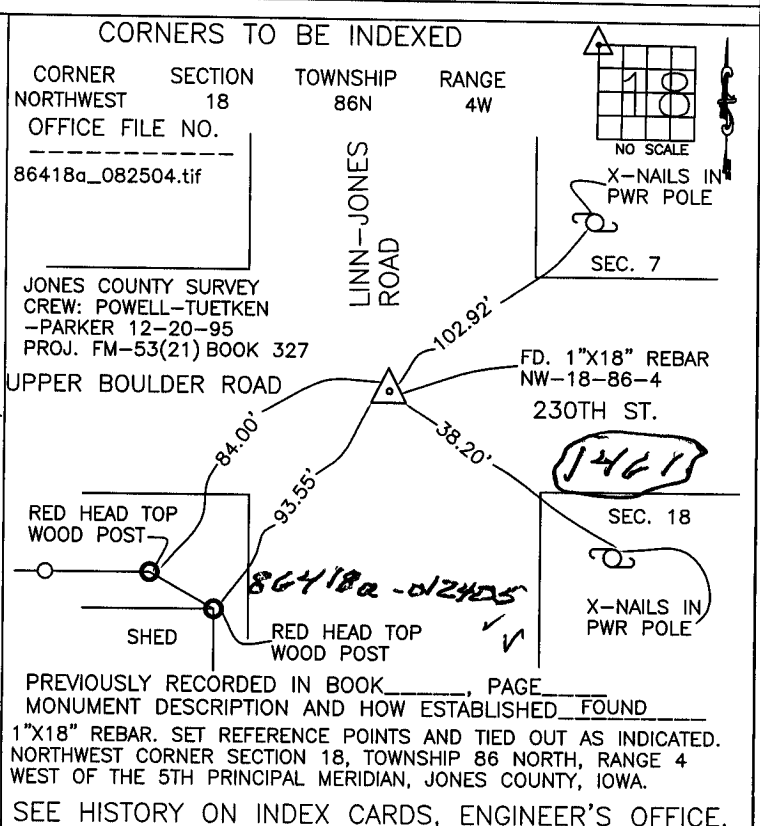 CORNERS TO BE INDEXED
CORNER SECTION TOWNSHIP RANGE
NORTHWEST 18 86N 4W
OFFICE FILE NO.
86418a_082504.tif
18
NO SCALE
LINN-JONES
ROAD
X-NAILS IN
PWR POLE
SEC. 7
JONES COUNTY SURVEY
CREW: POWELL-TUETKEN
-PARKER 12-20-95
PROJ. FM-53(21) BOOK 327
102.92'
FD. 1"X18" REBAR
NW-18-86-4
UPPER BOULDER ROAD
230TH ST.
84.00'
93.55'
38.20'
1461
RED HEAD TOP
WOOD POST
SEC. 18
86418a-012405
SHED
RED HEAD TOP
WOOD POST
X-NAILS IN
PWR POLE
PREVIOUSLY RECORDED IN BOOK______, PAGE_____
MONUMENT DESCRIPTION AND HOW ESTABLISHED__FOUND____
1"X18" REBAR. SET REFERENCE POINTS AND TIED OUT AS INDICATED.
NORTHWEST CORNER SECTION 18, TOWNSHIP 86 NORTH, RANGE 4
WEST OF THE 5TH PRINCIPAL MERIDIAN, JONES COUNTY, IOWA.
SEE HISTORY ON INDEX CARDS, ENGINEER'S OFFICE.